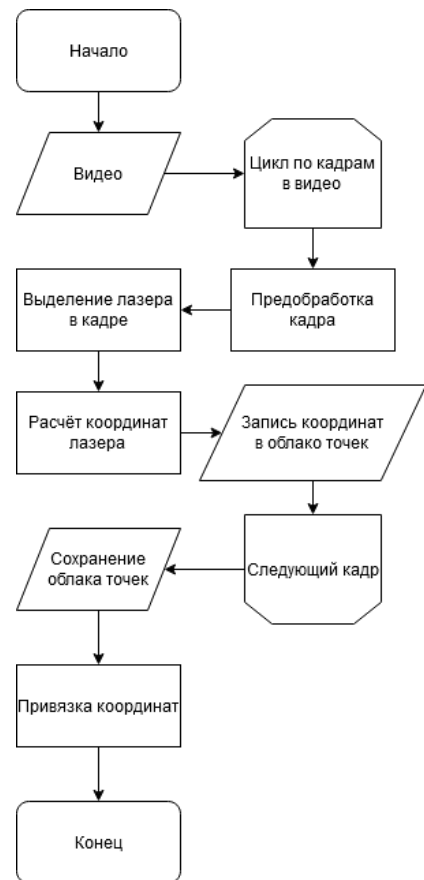 Начало
Видео
Цикл по кадрам
в видео
Предобработка
кадра
Выделение лазера
в кадре
Расчёт координат
лазера
Запись координат
в облако точек
Следующий кадр
Сохранение
облака точек
Привязка координат
Конец